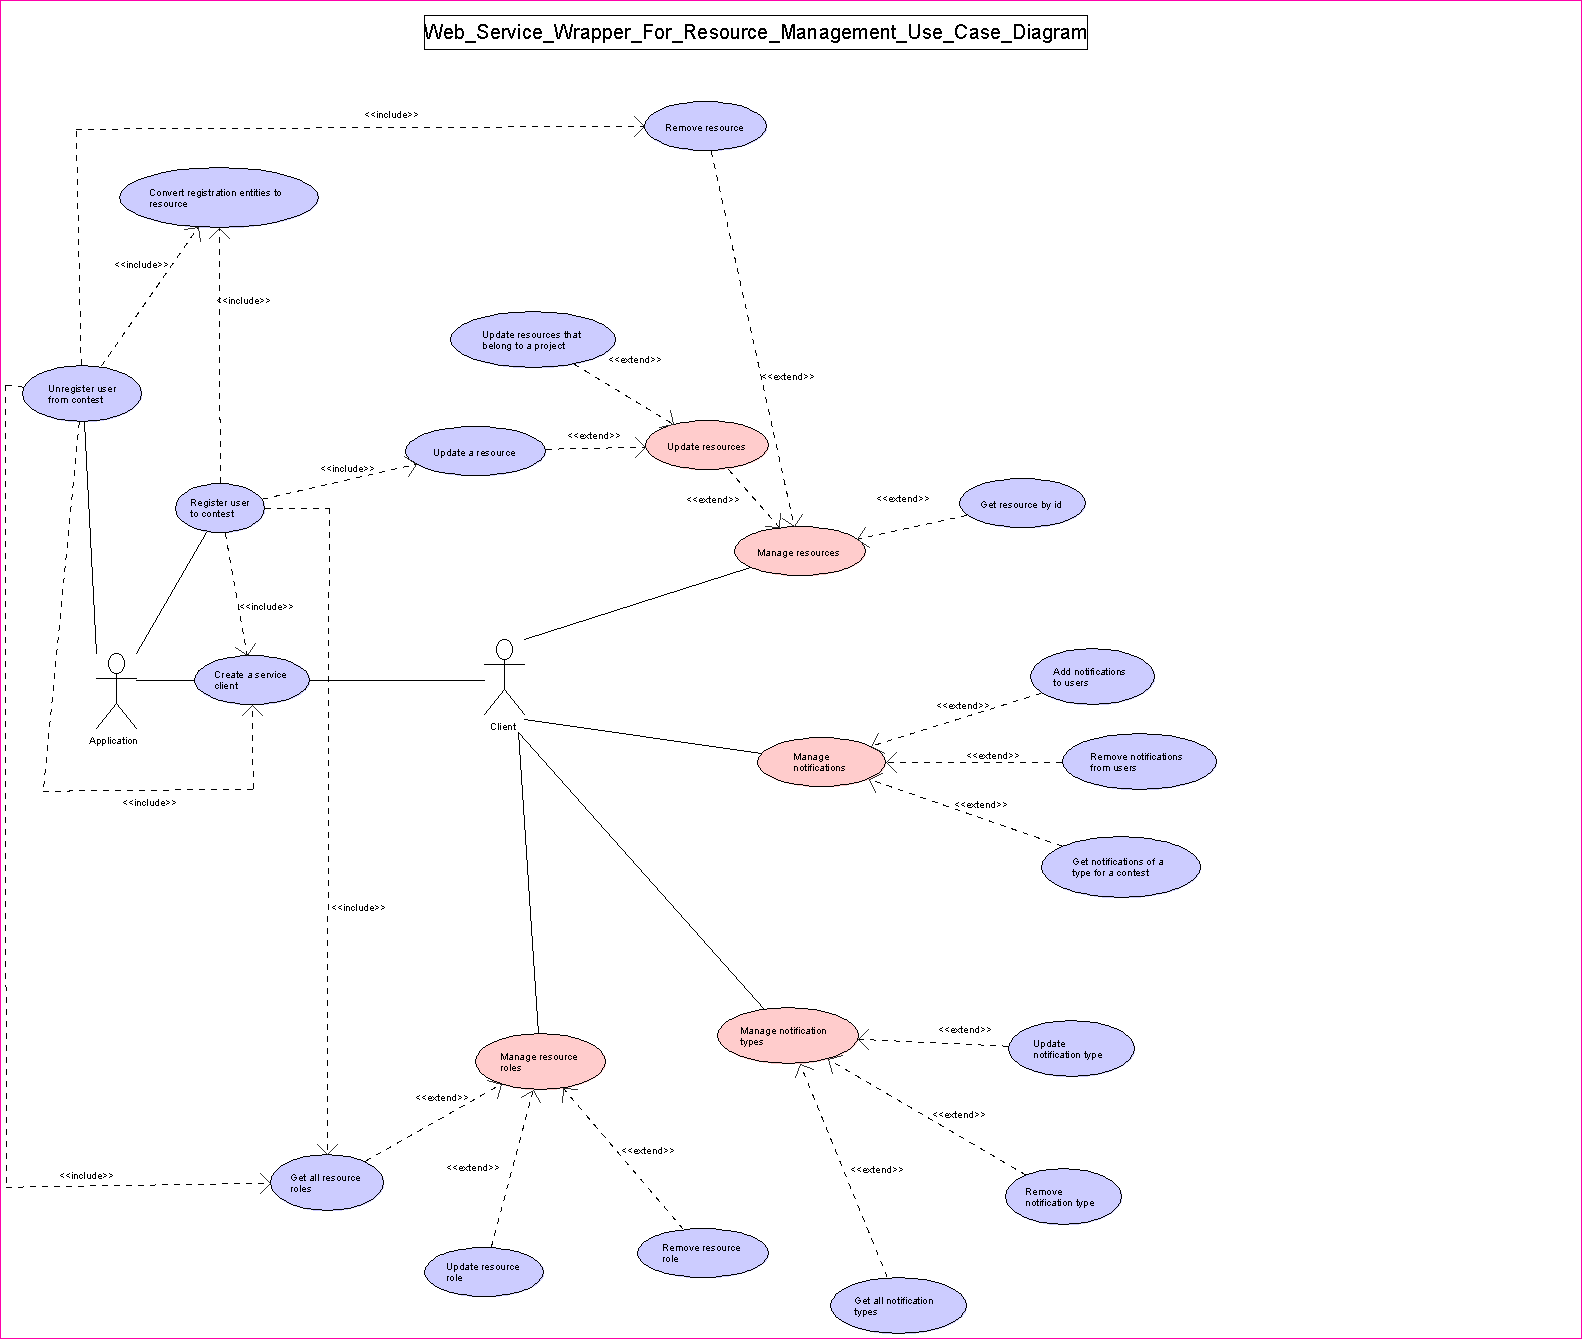 Web_Service_Wrapper_For_Resource_Management_Use_Case_Diagram
<<include>>
Remove resource
Convert registration entities to
resource
<<include>>
<<include>>
Update resources that
belong to a project
<<extend>>
<<extend>>
Unregister user
from contest
<<extend>>
Update a resource
Update resources
<<include>>
<<extend>>
<<extend>>
Register user
to contest
Get resource by id
Manage resources
<<include>>
Create a service
client
Add notifications
to users
<<extend>>
Client
Application
Manage
notifications
<<extend>>
Remove notifications
from users
<<include>>
<<extend>>
Get notifications of a
type for a contest
<<include>>
Manage notification
types
<<extend>>
Update
notification type
Manage resource
roles
<<extend>>
<<extend>>
<<extend>>
<<extend>>
<<extend>>
<<include>>
Get all resource
roles
Remove
notification type
Remove resource
role
Update resource
role
Get all notification
types